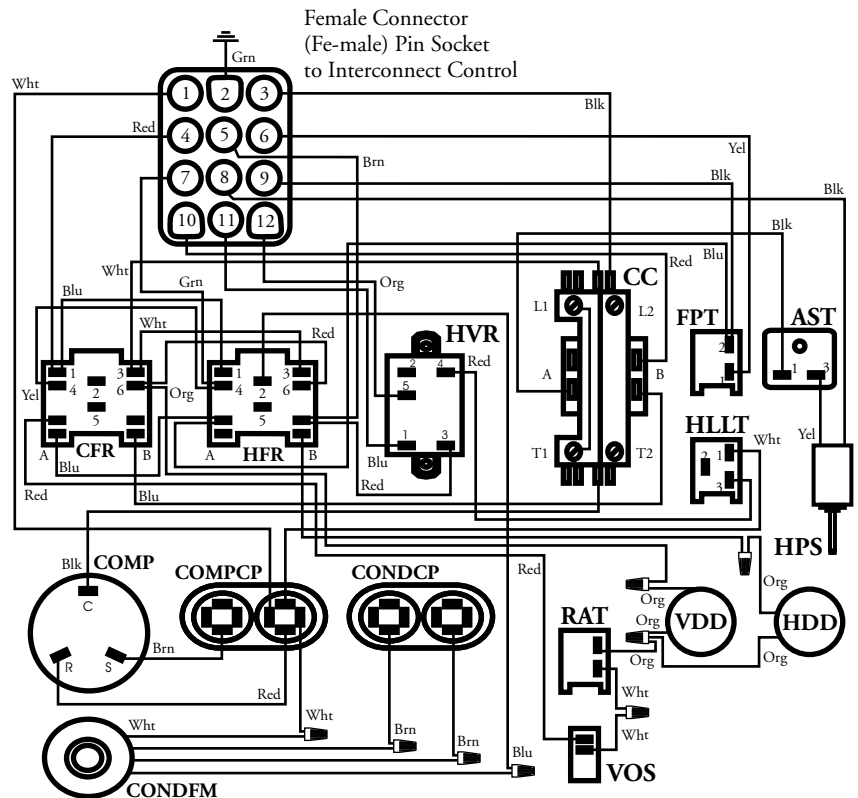 Female Connector
(Fe-male) Pin Socket
to Interconnect Control
Grn
Wht
1 2 3
Blk
Red
4 5 6
Brn
Yel
7 8 9
Blk
Blk
10 11 12
Blk
Blu
Wht
Grn
Org
Red
Blu
CC
L1
L2
FPT
AST
Wht
Red
HVR
Red
1 3
4 6
2
5
Yel
Org
1 3
4 6
2
5
2 4
5
1 3
A
B
2
1
1 3
HLLT
Wht
Yel
2 1
3
A
CFR
B
A
HFR
B
Blu
T1
T2
Blu
Red
Blu
Red
HPS
COMP
Blk
C
R
S
Brn
COMPCP
CONDCP
Red
RAT
Org
Org
VDD
Org
HDD
Org
Org
Red
Wht
Wht
Wht
Wht
Brn
Brn
Blu
VOS
CONDFM